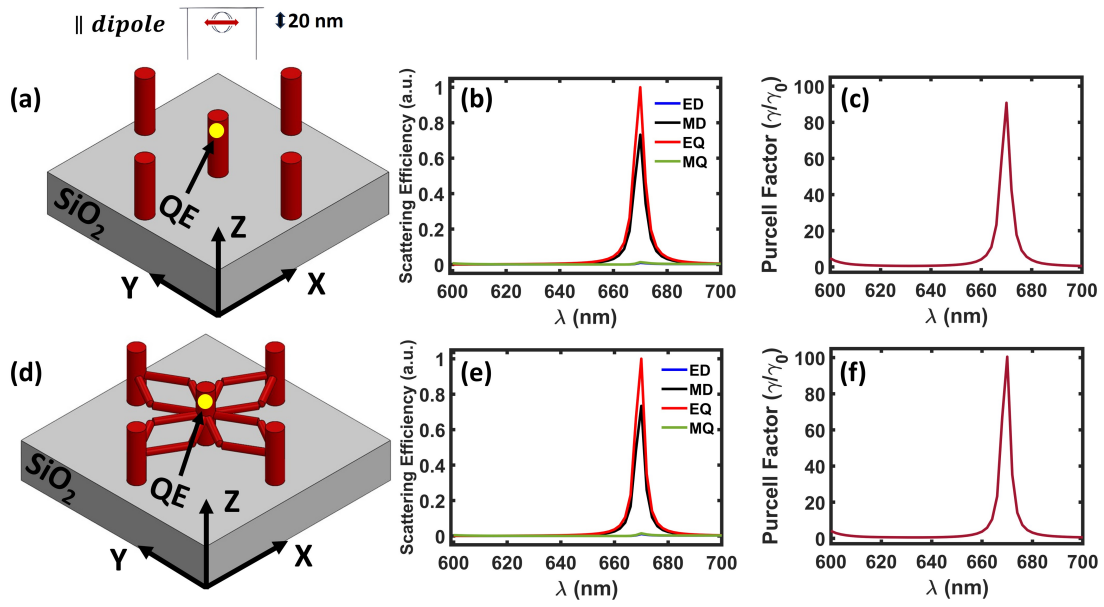 ∥ dipole
20 nm
(a)
QE
SiO₂
Z
Y
X
(b)
ED
MD
EQ
MQ
Scattering Efficiency (a.u.)
1
0.8
0.6
0.4
0.2
0
600 620 640 660 680 700
λ (nm)
(c)
Purcell Factor (γ/γ₀)
100
80
60
40
20
0
600 620 640 660 680 700
λ (nm)
(d)
QE
SiO₂
Z
Y
X
(e)
ED
MD
EQ
MQ
Scattering Efficiency (a.u.)
1
0.8
0.6
0.4
0.2
0
600 620 640 660 680 700
λ (nm)
(f)
Purcell Factor (γ/γ₀)
100
80
60
40
20
0
600 620 640 660 680 700
λ (nm)